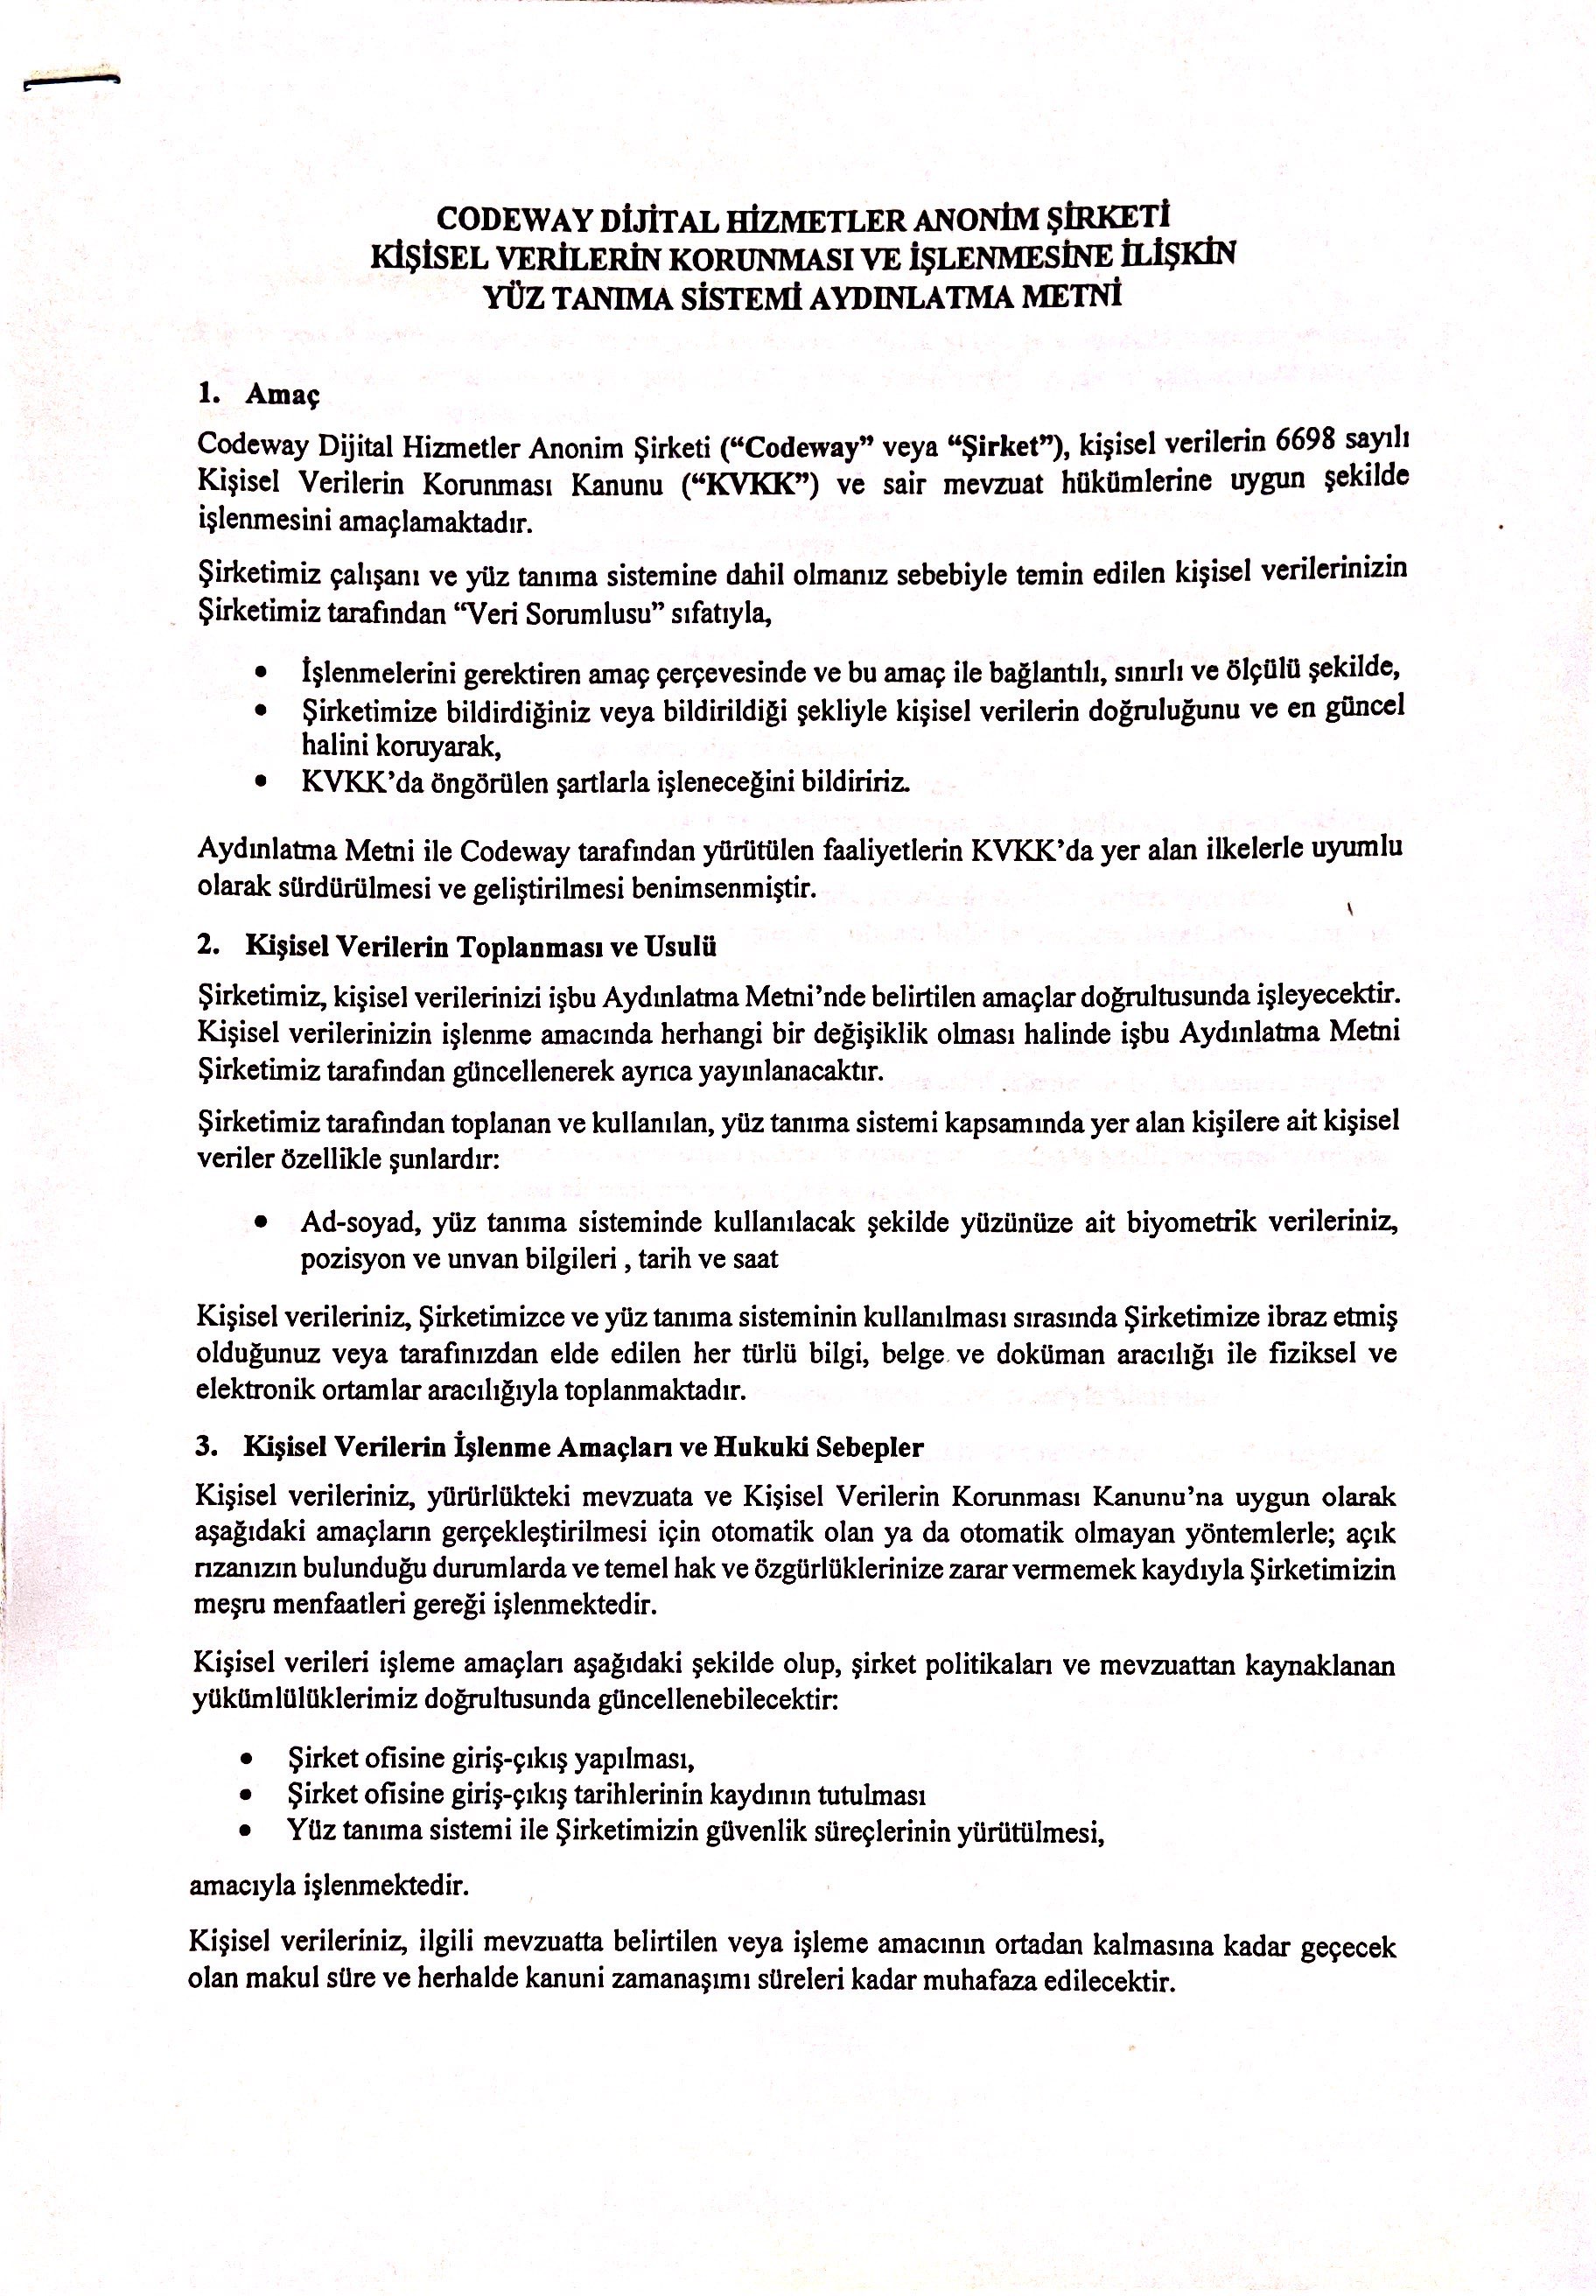 CODEWAY DİJİTAL HİZMETLER ANONİM ŞİRKETİ
KİŞİSEL VERİLERİN KORUNMASI VE İŞLENMESİNE İLİŞKİN
YÜZ TANIMA SİSTEMİ AYDINLATMA METNİ
1. Amaç
Codeway Dijital Hizmetler Anonim Şirketi (“Codeway” veya “Şirket”), kişisel verilerin 6698 sayılı
Kişisel Verilerin Korunması Kanunu (“KVKK”) ve sair mevzuat hükümlerine uygun şekilde
işlenmesini amaçlamaktadır.
Şirketimiz çalışanı ve yüz tanıma sistemine dahil olmanız sebebiyle temin edilen kişisel verilerinizin
Şirketimiz tarafından “Veri Sorumlusu” sıfatıyla,
• İşlenmelerini gerektiren amaç çerçevesinde ve bu amaç ile bağlantılı, sınırlı ve ölçülü şekilde,
• Şirketimize bildirdiğiniz veya bildirildiği şekliyle kişisel verilerin doğruluğunu ve en güncel
halini koruyarak,
• KVKK’da öngörülen şartlarla işleneceğini bildiririz.
Aydınlatma Metni ile Codeway tarafından yürütülen faaliyetlerin KVKK’da yer alan ilkelerle uyumlu
olarak sürdürülmesi ve geliştirilmesi benimsenmiştir.
2. Kişisel Verilerin Toplanması ve Usulü
Şirketimiz, kişisel verilerinizi işbu Aydınlatma Metni’nde belirtilen amaçlar doğrultusunda işleyecektir.
Kişisel verilerinizin işlenme amacında herhangi bir değişiklik olması halinde işbu Aydınlatma Metni
Şirketimiz tarafından güncellenerek ayrıca yayınlanacaktır.
Şirketimiz tarafından toplanan ve kullanılan, yüz tanıma sistemi kapsamında yer alan kişilere ait kişisel
veriler özellikle şunlardır:
• Ad-soyad, yüz tanıma sisteminde kullanılacak şekilde yüzünüze ait biyometrik verileriniz,
pozisyon ve unvan bilgileri , tarih ve saat
Kişisel verileriniz, Şirketimizce ve yüz tanıma sisteminin kullanılması sırasında Şirketimize ibraz etmiş
olduğunuz veya tarafınızdan elde edilen her türlü bilgi, belge ve doküman aracılığı ile fiziksel ve
elektronik ortamlar aracılığıyla toplanmaktadır.
3. Kişisel Verilerin İşlenme Amaçları ve Hukuki Sebepler
Kişisel verileriniz, yürürlükteki mevzuata ve Kişisel Verilerin Korunması Kanunu’na uygun olarak
aşağıdaki amaçların gerçekleştirilmesi için otomatik olan ya da otomatik olmayan yöntemlerle; açık
rızanızın bulunduğu durumlarda ve temel hak ve özgürlüklerinize zarar vermemek kaydıyla Şirketimizin
meşru menfaatleri gereği işlenmektedir.
Kişisel verileri işleme amaçları aşağıdaki şekilde olup, şirket politikaları ve mevzuattan kaynaklanan
yükümlülüklerimiz doğrultusunda güncellenebilecektir:
• Şirket ofisine giriş-çıkış yapılması,
• Şirket ofisine giriş-çıkış tarihlerinin kaydının tutulması
• Yüz tanıma sistemi ile Şirketimizin güvenlik süreçlerinin yürütülmesi,
amacıyla işlenmektedir.
Kişisel verileriniz, ilgili mevzuatta belirtilen veya işleme amacının ortadan kalmasına kadar geçecek
olan makul süre ve herhalde kanuni zamanaşımı süreleri kadar muhafaza edilecektir.